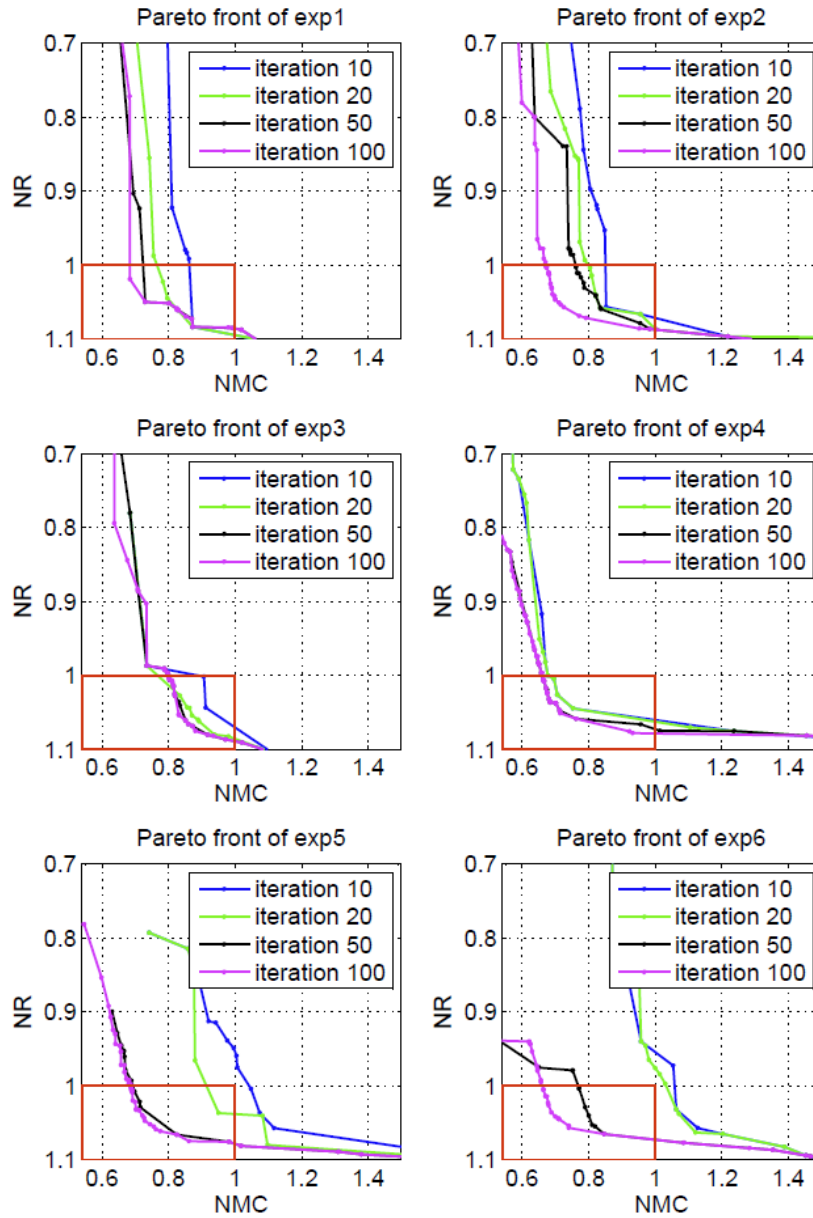 Pareto front of exp1
0.7
0.8
0.9
1
1.1
NR
iteration 10
iteration 20
iteration 50
iteration 100
0.6 0.8 1 1.2 1.4
NMC
Pareto front of exp2
0.7
0.8
0.9
1
1.1
NR
iteration 10
iteration 20
iteration 50
iteration 100
0.6 0.8 1 1.2 1.4
NMC
Pareto front of exp3
0.7
0.8
0.9
1
1.1
NR
iteration 10
iteration 20
iteration 50
iteration 100
0.6 0.8 1 1.2 1.4
NMC
Pareto front of exp4
0.7
0.8
0.9
1
1.1
NR
iteration 10
iteration 20
iteration 50
iteration 100
0.6 0.8 1 1.2 1.4
NMC
Pareto front of exp5
0.7
0.8
0.9
1
1.1
NR
iteration 10
iteration 20
iteration 50
iteration 100
0.6 0.8 1 1.2 1.4
NMC
Pareto front of exp6
0.7
0.8
0.9
1
1.1
NR
iteration 10
iteration 20
iteration 50
iteration 100
0.6 0.8 1 1.2 1.4
NMC